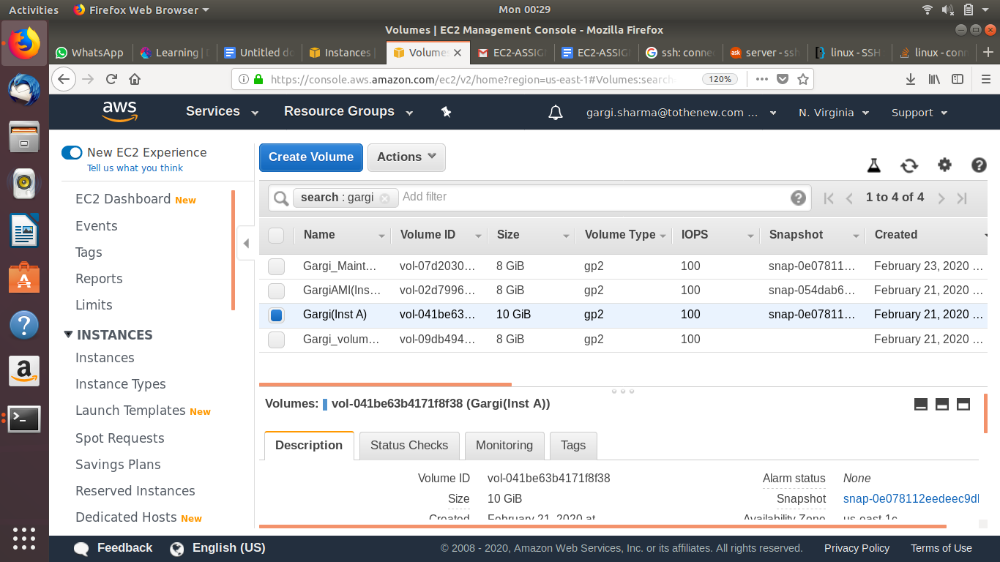 Activities Firefox Web Browser Mon 00:29
Volumes | EC2 Management Console - Mozilla Firefox
WhatsApp Learning | Untitled do Instances | Volumes EC2-ASSIG EC2-ASSIG ssh: conne server - ssh linux - SSH linux - conn
https://console.aws.amazon.com/ec2/v2/home?region=us-east-1#Volumes:search 120%
aws Services Resource Groups gargi.sharma@tothenew.com ... N. Virginia Support
New EC2 Experience
Tell us what you think
EC2 Dashboard New
Events
Tags
Reports
Limits
INSTANCES
Instances
Instance Types
Launch Templates New
Spot Requests
Savings Plans
Reserved Instances
Dedicated Hosts New
Create Volume Actions
search : gargi Add filter 1 to 4 of 4
Name Volume ID Size Volume Type IOPS Snapshot Created
Gargi_Maint... vol-07d2030... 8 GiB gp2 100 snap-0e07811... February 23, 2020 ...
GargiAMI(Ins... vol-02d7996... 8 GiB gp2 100 snap-054dab6... February 21, 2020 ...
Gargi(Inst A) vol-041be63... 10 GiB gp2 100 snap-0e07811... February 21, 2020 ...
Gargi_volum... vol-09db494... 8 GiB gp2 100 February 21, 2020 ...
Volumes: vol-041be63b4171f8f38 (Gargi(Inst A))
Description Status Checks Monitoring Tags
Volume ID vol-041be63b4171f8f38 Alarm status None
Size 10 GiB Snapshot snap-0e078112eedeec9d
Created February 21, 2020 at Availability Zone us-east-1c
Feedback English (US) © 2008 - 2020, Amazon Web Services, Inc. or its affiliates. All rights reserved. Privacy Policy Terms of Use